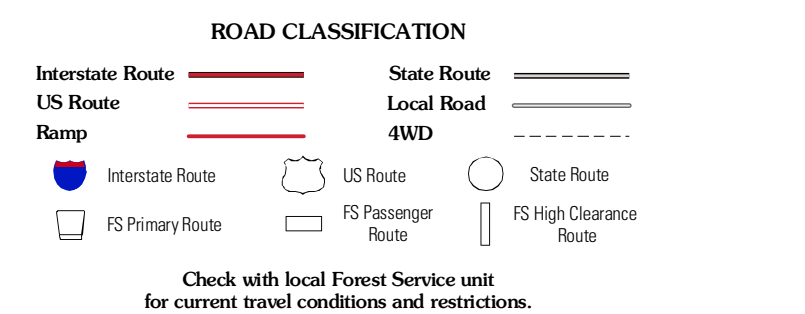 ROAD CLASSIFICATION
Interstate Route
State Route
US Route
Local Road
Ramp
4WD
Interstate Route
US Route
State Route
FS Primary Route
FS Passenger
Route
FS High Clearance
Route
Check with local Forest Service unit
for current travel conditions and restrictions.